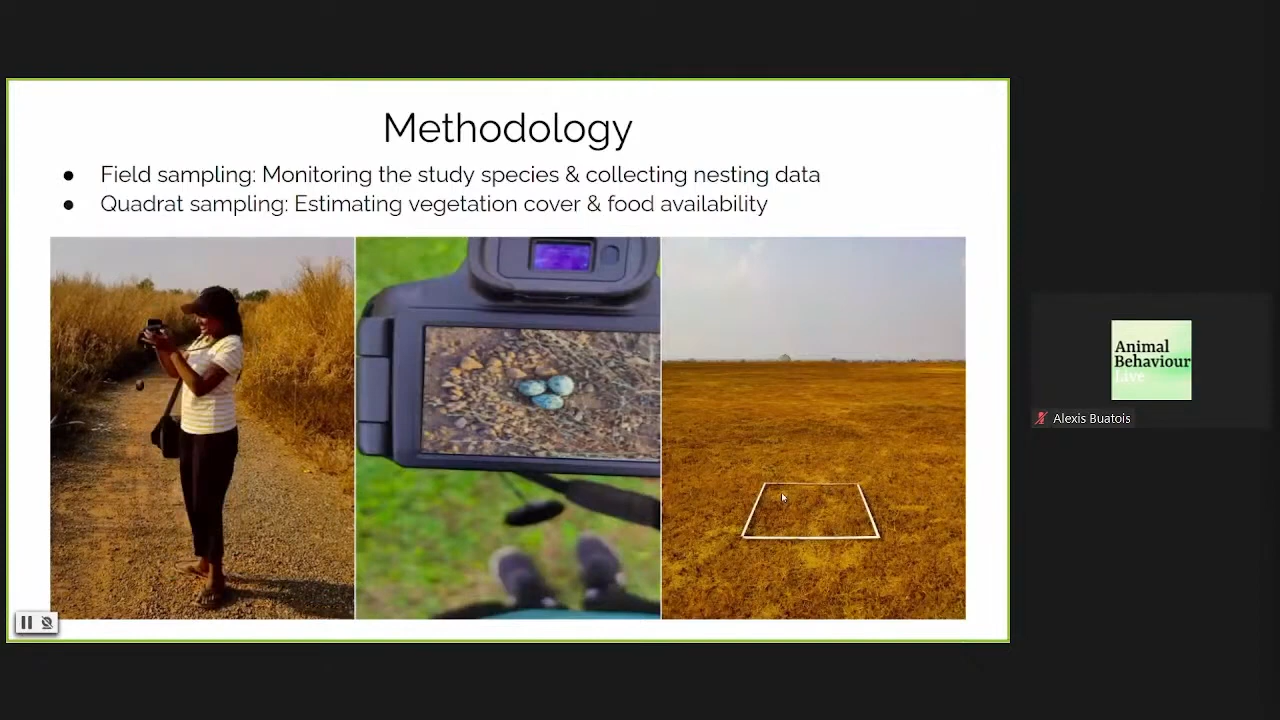 Methodology
● Field sampling: Monitoring the study species & collecting nesting data
● Quadrat sampling: Estimating vegetation cover & food availability
Animal
Behaviour
Live
Alexis Buatois